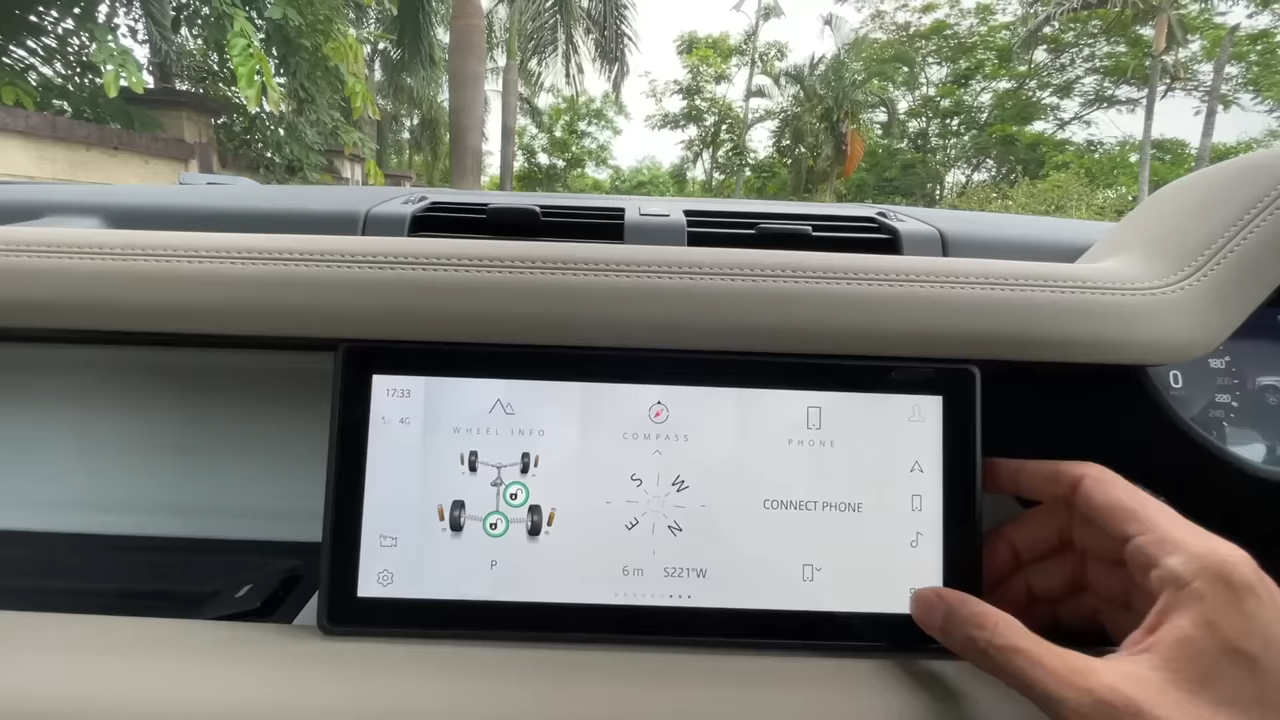 17:33
4G
WHEEL INFO
P
COMPASS
S
W
E
N
6 m
S221°W
PHONE
CONNECT PHONE
0
180
200
220
240